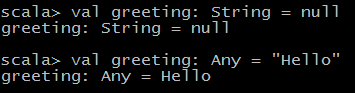 scala> val greeting: String = null
greeting: String = null
scala> val greeting: Any = "Hello"
greeting: Any = Hello